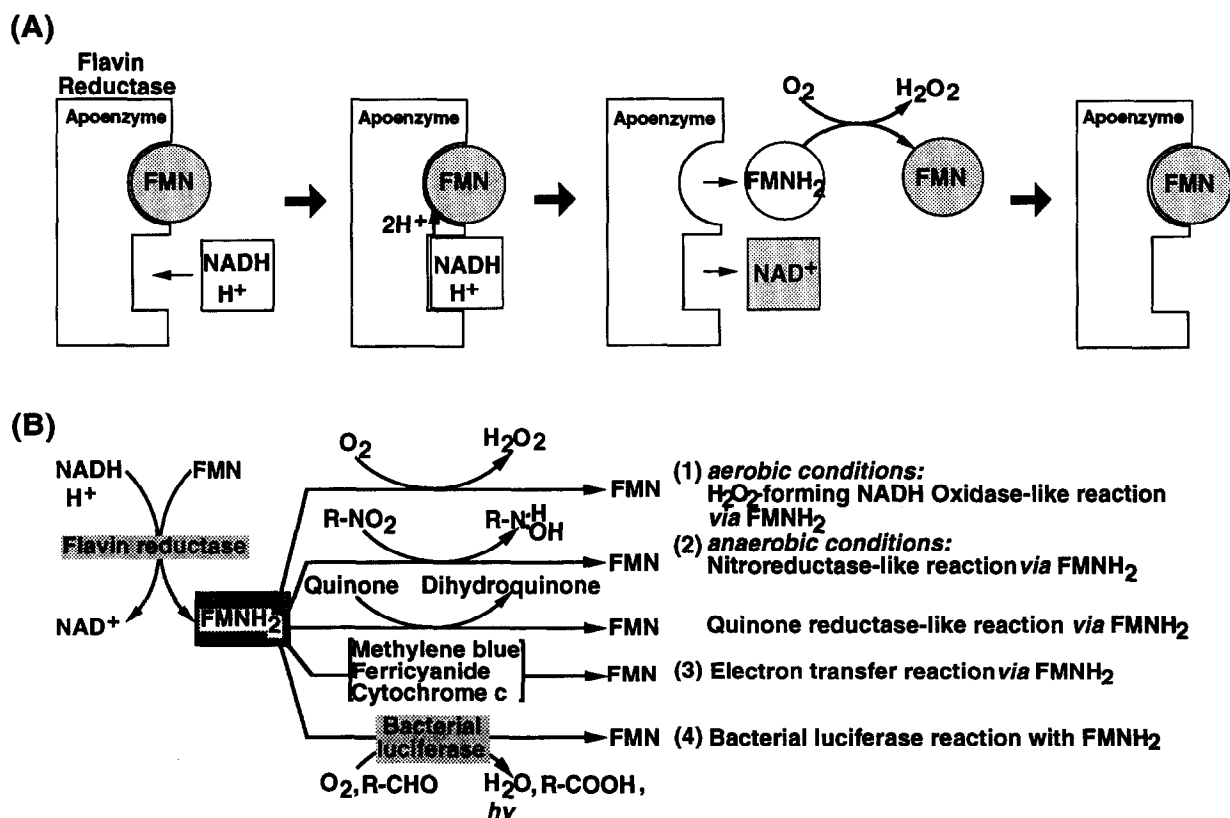 (A)
Flavin
Reductase
Apoenzyme
FMN
NADH
H+
Apoenzyme
FMN
2H+
NADH
H+
Apoenzyme
FMNH2
NAD+
O2
H2O2
FMN
Apoenzyme
FMN
(B)
NADH
H+
FMN
Flavin reductase
NAD+
FMNH2
O2
H2O2
FMN
(1) aerobic conditions:
H2O2-forming NADH Oxidase-like reaction
via FMNH2
R-NO2
R-N:H
OH
FMN
(2) anaerobic conditions:
Nitroreductase-like reaction via FMNH2
Quinone
Dihydroquinone
FMN
Quinone reductase-like reaction via FMNH2
Methylene blue
Ferricyanide
Cytochrome c
FMN
(3) Electron transfer reaction via FMNH2
Bacterial
luciferase
FMN
(4) Bacterial luciferase reaction with FMNH2
O2, R-CHO
H2O, R-COOH,
hν